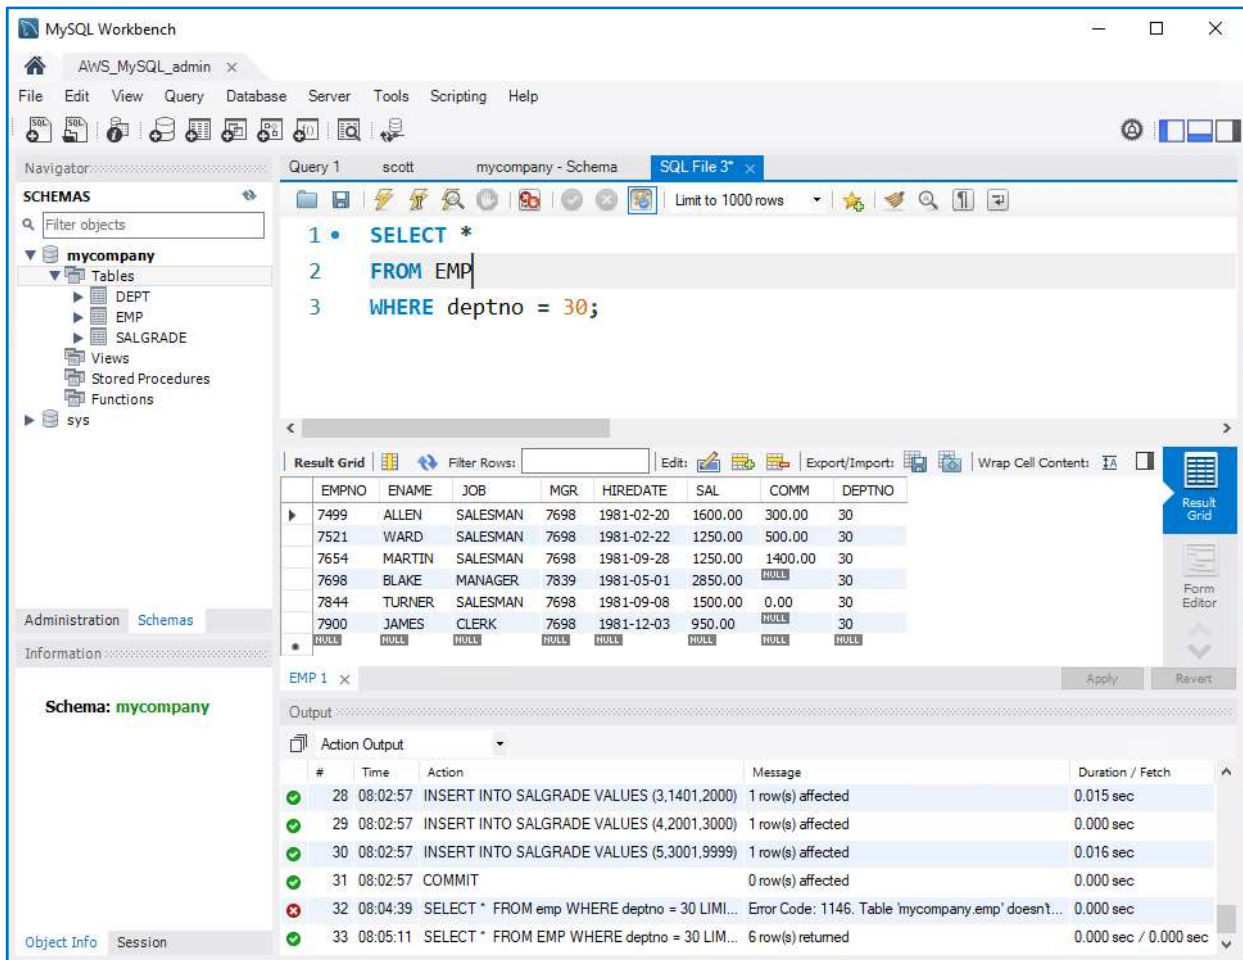 MySQL Workbench
AWS_MySQL_admin
File Edit View Query Database Server Tools Scripting Help
Navigator
SCHEMAS
Filter objects
mycompany
Tables
DEPT
EMP
SALGRADE
Views
Stored Procedures
Functions
sys
Administration Schemas
Information
Schema: mycompany
Object Info Session
Query 1 scott mycompany - Schema SQL File 3*
Limit to 1000 rows
1 SELECT *
2 FROM EMP
3 WHERE deptno = 30;
Result Grid Filter Rows: Edit: Export/Import: Wrap Cell Content:
EMPNO ENAME JOB MGR HIREDATE SAL COMM DEPTNO
7499 ALLEN SALESMAN 7698 1981-02-20 1600.00 300.00 30
7521 WARD SALESMAN 7698 1981-02-22 1250.00 500.00 30
7654 MARTIN SALESMAN 7698 1981-09-28 1250.00 1400.00 30
7698 BLAKE MANAGER 7839 1981-05-01 2850.00 NULL 30
7844 TURNER SALESMAN 7698 1981-09-08 1500.00 0.00 30
7900 JAMES CLERK 7698 1981-12-03 950.00 NULL 30
NULL NULL NULL NULL NULL NULL NULL NULL
Result
Grid
Form
Editor
EMP 1 Apply Revert
Output
Action Output
# Time Action Message Duration / Fetch
28 08:02:57 INSERT INTO SALGRADE VALUES (3,1401,2000) 1 row(s) affected 0.015 sec
29 08:02:57 INSERT INTO SALGRADE VALUES (4,2001,3000) 1 row(s) affected 0.000 sec
30 08:02:57 INSERT INTO SALGRADE VALUES (5,3001,9999) 1 row(s) affected 0.016 sec
31 08:02:57 COMMIT 0 row(s) affected 0.000 sec
32 08:04:39 SELECT * FROM emp WHERE deptno = 30 LIMI... Error Code: 1146. Table 'mycompany.emp' doesn't... 0.000 sec
33 08:05:11 SELECT * FROM EMP WHERE deptno = 30 LIM... 6 row(s) returned 0.000 sec / 0.000 sec